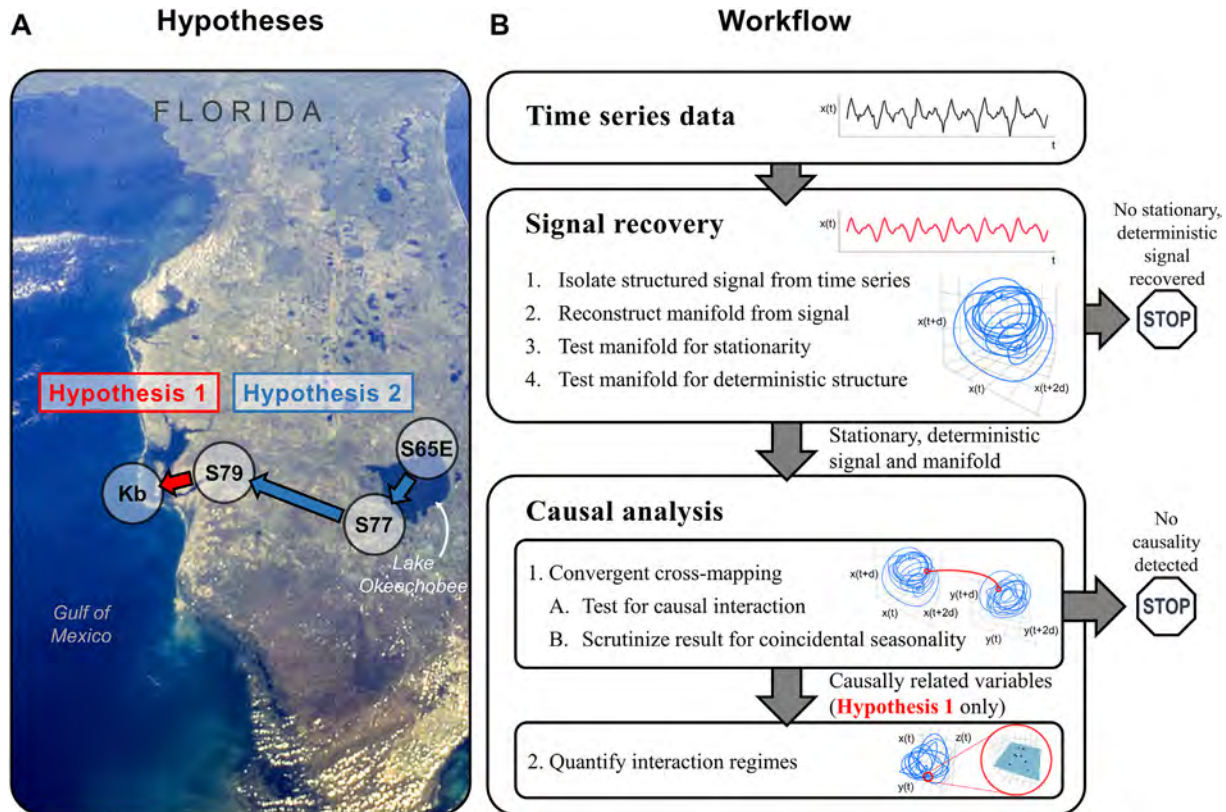 A
Hypotheses
FLORIDA
Hypothesis 1
Hypothesis 2
S65E
Kb
S79
S77
Lake
Okeechobee
Gulf of
Mexico
B
Workflow
Time series data
x(t)
t
Signal recovery
x(t)
t
1. Isolate structured signal from time series
2. Reconstruct manifold from signal
3. Test manifold for stationarity
4. Test manifold for deterministic structure
x(t+d)
x(t)
x(t+2d)
No stationary,
deterministic
signal
recovered
STOP
Stationary, deterministic
signal and manifold
Causal analysis
1. Convergent cross-mapping
A. Test for causal interaction
B. Scrutinize result for coincidental seasonality
x(t+d)
x(t)
x(t+2d)
y(t+d)
y(t)
y(t+2d)
No
causality
detected
STOP
Causally related variables
(Hypothesis 1 only)
2. Quantify interaction regimes
x(t)
z(t)
y(t)